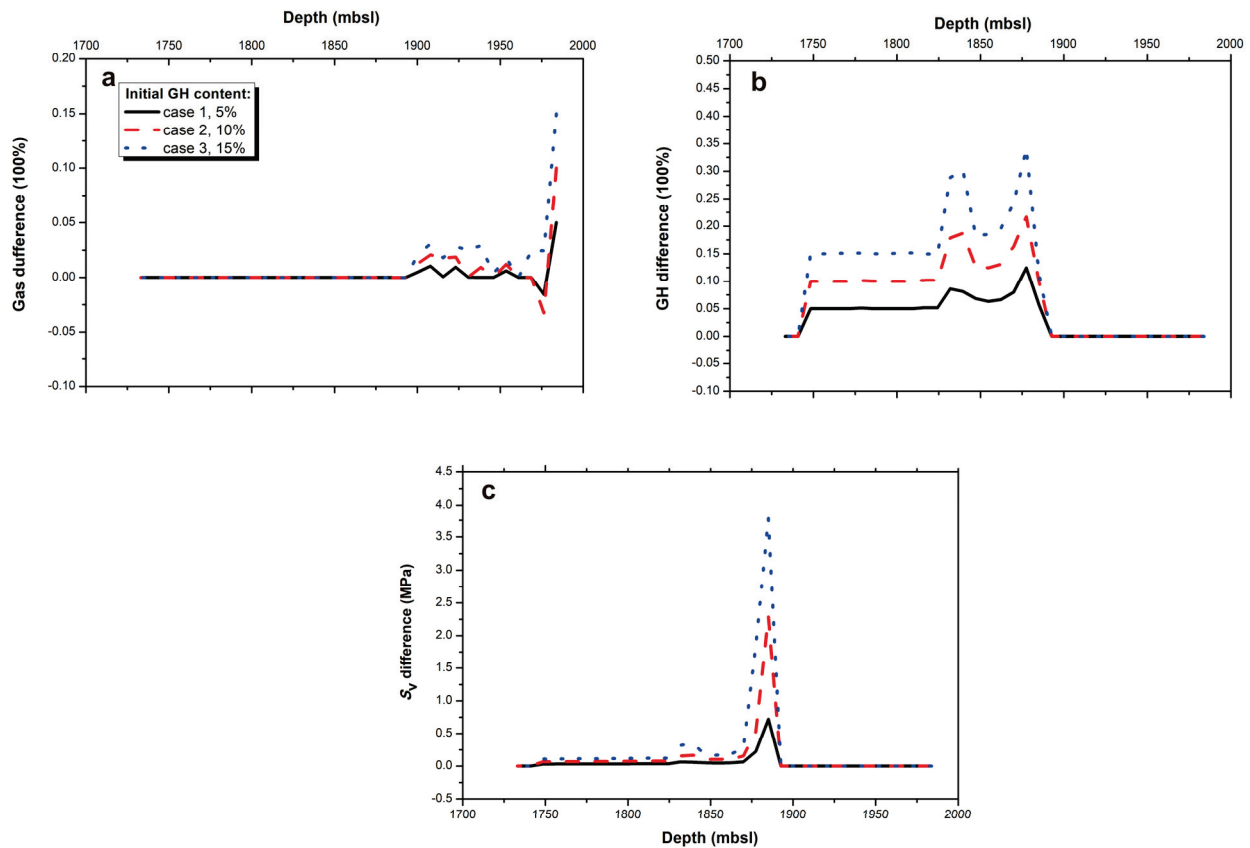 Depth (mbsl)
1700 1750 1800 1850 1900 1950 2000
0.20
0.15
0.10
0.05
0.00
-0.05
-0.10
Gas dufference (100%)
a
Initial GH content:
case 1, 5%
case 2, 10%
case 3, 15%
Depth (mbsl)
1700 1750 1800 1850 1900 1950 2000
0.50
0.45
0.40
0.35
0.30
0.25
0.20
0.15
0.10
0.05
0.00
-0.05
-0.10
GH difference (100%)
b
4.5
4.0
3.5
3.0
2.5
2.0
1.5
1.0
0.5
0.0
-0.5
Sv difference (MPa)
c
1700 1750 1800 1850 1900 1950 2000
Depth (mbsl)